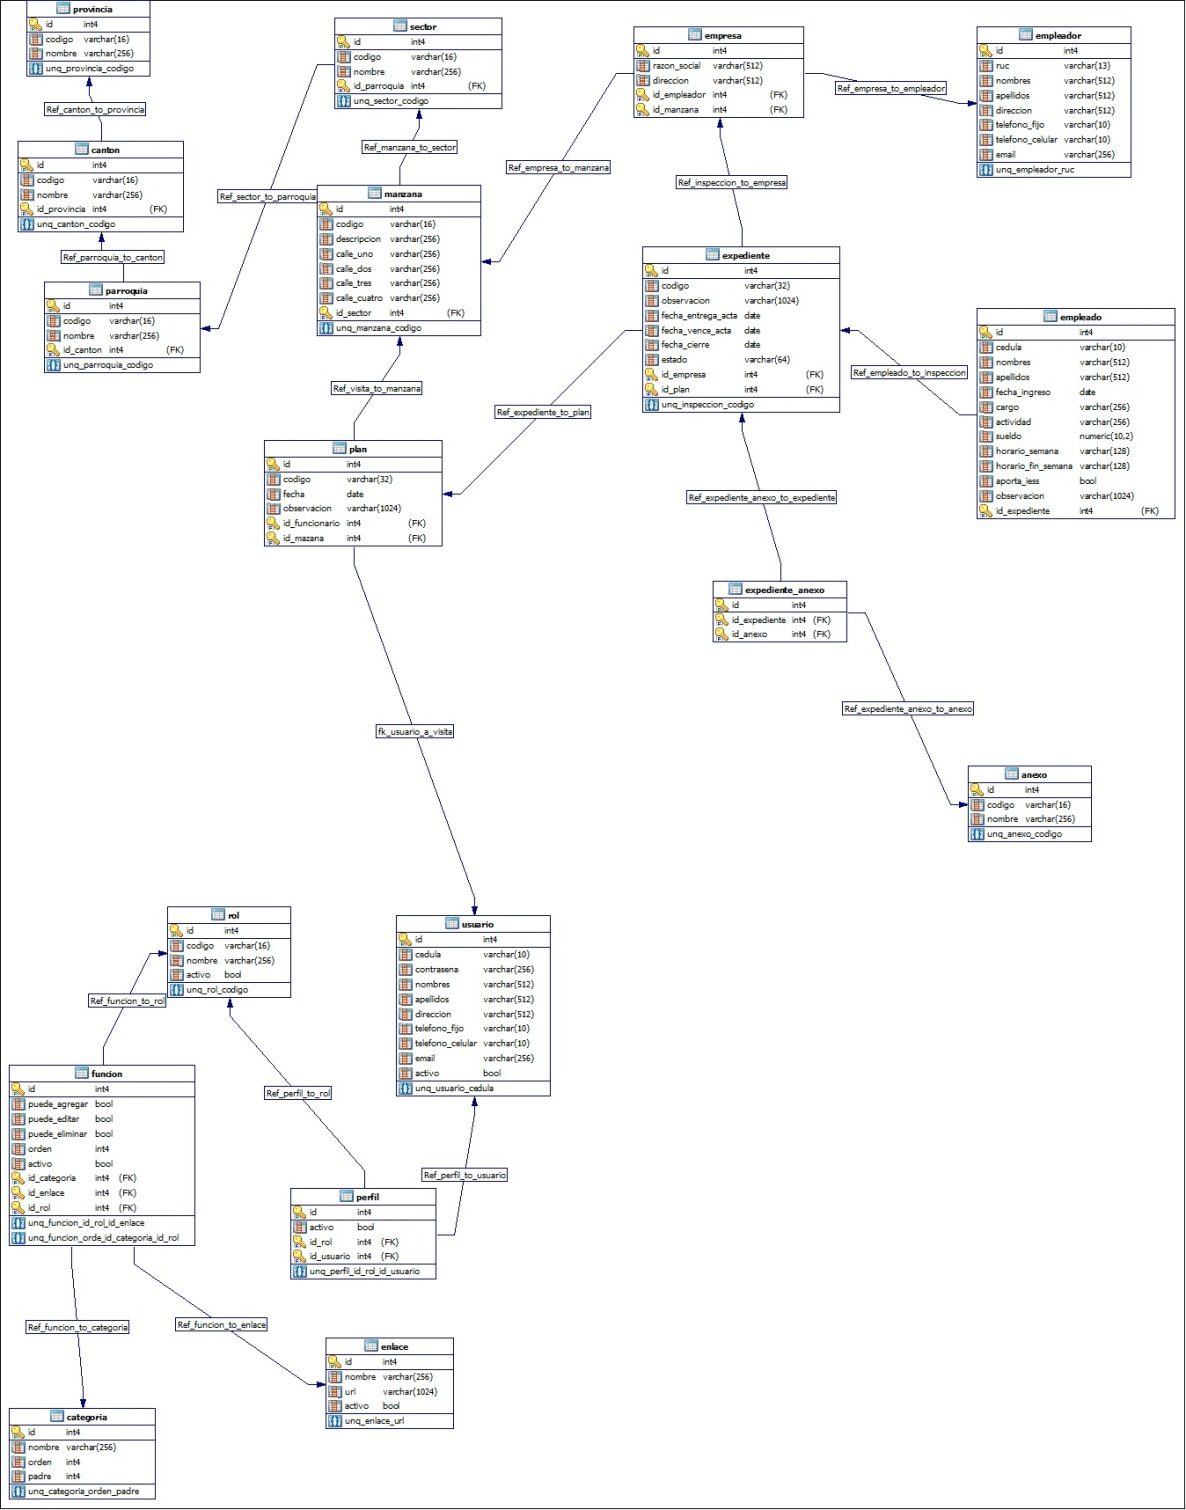 provincia
id int4
codigo varchar(16)
nombre varchar(256)
unq_provincia_codigo
Ref_canton_to_provincia
canton
id int4
codigo varchar(16)
nombre varchar(256)
id_provincia int4 (FK)
unq_canton_codigo
Ref_parroquia_to_canton
parroquia
id int4
codigo varchar(16)
nombre varchar(256)
id_canton int4 (FK)
unq_parroquia_codigo
sector
id int4
codigo varchar(16)
nombre varchar(256)
id_parroquia int4 (FK)
unq_sector_codigo
Ref_manzana_to_sector
Ref_sector_to_parroquia
manzana
id int4
codigo varchar(16)
descripcion varchar(256)
calle_uno varchar(256)
calle_dos varchar(256)
calle_tres varchar(256)
calle_cuatro varchar(256)
id_sector int4 (FK)
unq_manzana_codigo
Ref_visita_to_manzana
plan
id int4
codigo varchar(32)
fecha date
observacion varchar(1024)
id_funcionario int4 (FK)
id_mazana int4 (FK)
empresa
id int4
razon_social varchar(512)
direccion varchar(512)
id_empleador int4 (FK)
id_manzana int4 (FK)
Ref_empresa_to_manzana
Ref_inspeccion_to_empresa
Ref_empresa_to_empleador
empleador
id int4
ruc varchar(13)
nombres varchar(512)
apellidos varchar(512)
direccion varchar(512)
telefono_fijo varchar(10)
telefono_celular varchar(10)
email varchar(256)
unq_empleador_ruc
expediente
id int4
codigo varchar(32)
observacion varchar(1024)
fecha_entrega_acta date
fecha_vence_acta date
fecha_cierre date
estado varchar(64)
id_empresa int4 (FK)
id_plan int4 (FK)
unq_inspeccion_codigo
Ref_expediente_to_plan
Ref_empleado_to_inspeccion
empleado
id int4
cedula varchar(10)
nombres varchar(512)
apellidos varchar(512)
fecha_ingreso date
cargo varchar(256)
actividad varchar(256)
sueldo numeric(10,2)
horario_semana varchar(128)
horario_fin_semana varchar(128)
aporta_iess bool
observacion varchar(1024)
id_expediente int4 (FK)
Ref_expediente_anexo_to_expediente
expediente_anexo
id int4
id_expediente int4 (FK)
id_anexo int4 (FK)
Ref_expediente_anexo_to_anexo
anexo
id int4
codigo varchar(16)
nombre varchar(256)
unq_anexo_codigo
fk_usuario_a_visita
usuario
id int4
cedula varchar(10)
contrasena varchar(256)
nombres varchar(512)
apellidos varchar(512)
direccion varchar(512)
telefono_fijo varchar(10)
telefono_celular varchar(10)
email varchar(256)
activo bool
unq_usuario_cedula
rol
id int4
codigo varchar(16)
nombre varchar(256)
activo bool
unq_rol_codigo
Ref_funcion_to_rol
funcion
id int4
puede_agregar bool
puede_editar bool
puede_eliminar bool
orden int4
activo bool
id_categoria int4 (FK)
id_enlace int4 (FK)
id_rol int4 (FK)
unq_funcion_id_rol_id_enlace
unq_funcion_orde_id_categoria_id_rol
Ref_perfil_to_rol
Ref_perfil_to_usuario
perfil
id int4
activo bool
id_rol int4 (FK)
id_usuario int4 (FK)
unq_perfil_id_rol_id_usuario
Ref_funcion_to_categoria
Ref_funcion_to_enlace
enlace
id int4
nombre varchar(256)
url varchar(1024)
activo bool
unq_enlace_url
categoria
id int4
nombre varchar(256)
orden int4
padre int4
unq_categoria_orden_padre